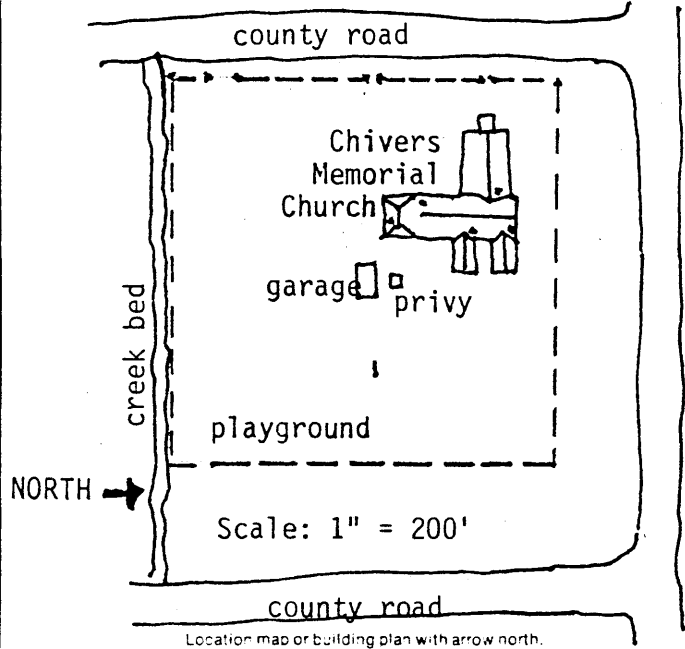 county road
Chivers
Memorial
Church
garage
privy
creek bed
playground
NORTH
Scale: 1" = 200'
county road
Location map or building plan with arrow north.